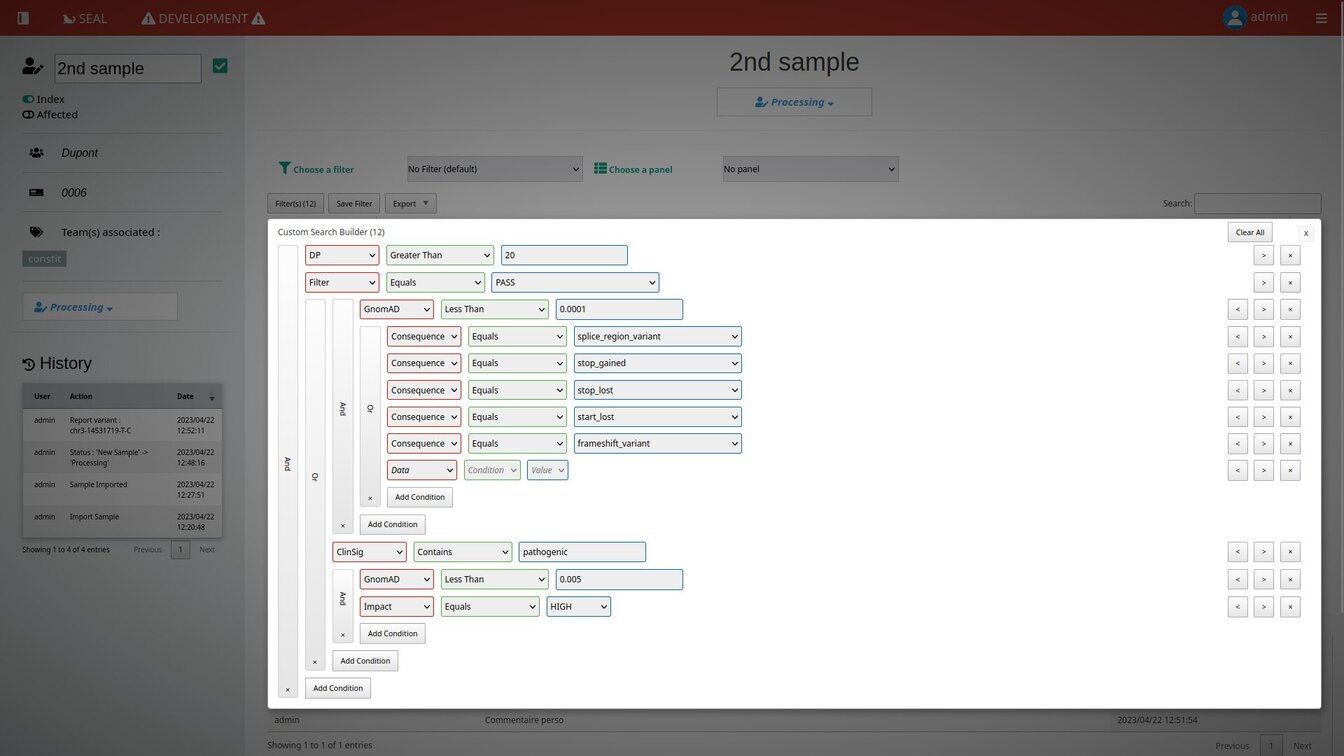 SEAL DEVELOPMENT admin
2nd sample
Index
Affected
Dupont
0006
Team(s) associated :
constit
Processing
History
User Action Date
admin Report variant : 2023/04/22
chr3-14531719-T-C 12:52:11
admin Status : 'New Sample' -> 2023/04/22
'Processing' 12:48:16
admin Sample Imported 2023/04/22
12:27:51
admin Import Sample 2023/04/22
12:20:48
Showing 1 to 4 of 4 entries Previous 1 Next
2nd sample
Processing
Choose a filter No Filter (default) Choose a panel No panel
Filter(s) (12) Save Filter Export Search:
Custom Search Builder (12) Clear All x
DP Greater Than 20 > ×
Filter Equals PASS > ×
GnomAD Less Than 0.0001 < > ×
Consequence Equals splice_region_variant < > ×
Consequence Equals stop_gained < > ×
Consequence Equals stop_lost < > ×
Consequence Equals start_lost < > ×
Consequence Equals frameshift_variant < > ×
Data Condition Value < > ×
Or
× Add Condition
And
× Add Condition
ClinSig Contains pathogenic < > ×
GnomAD Less Than 0.005 < > ×
Impact Equals HIGH < > ×
And
× Add Condition
Or
× Add Condition
And
× Add Condition
admin Commentaire perso 2023/04/22 12:51:54
Showing 1 to 1 of 1 entries Previous 1 Next